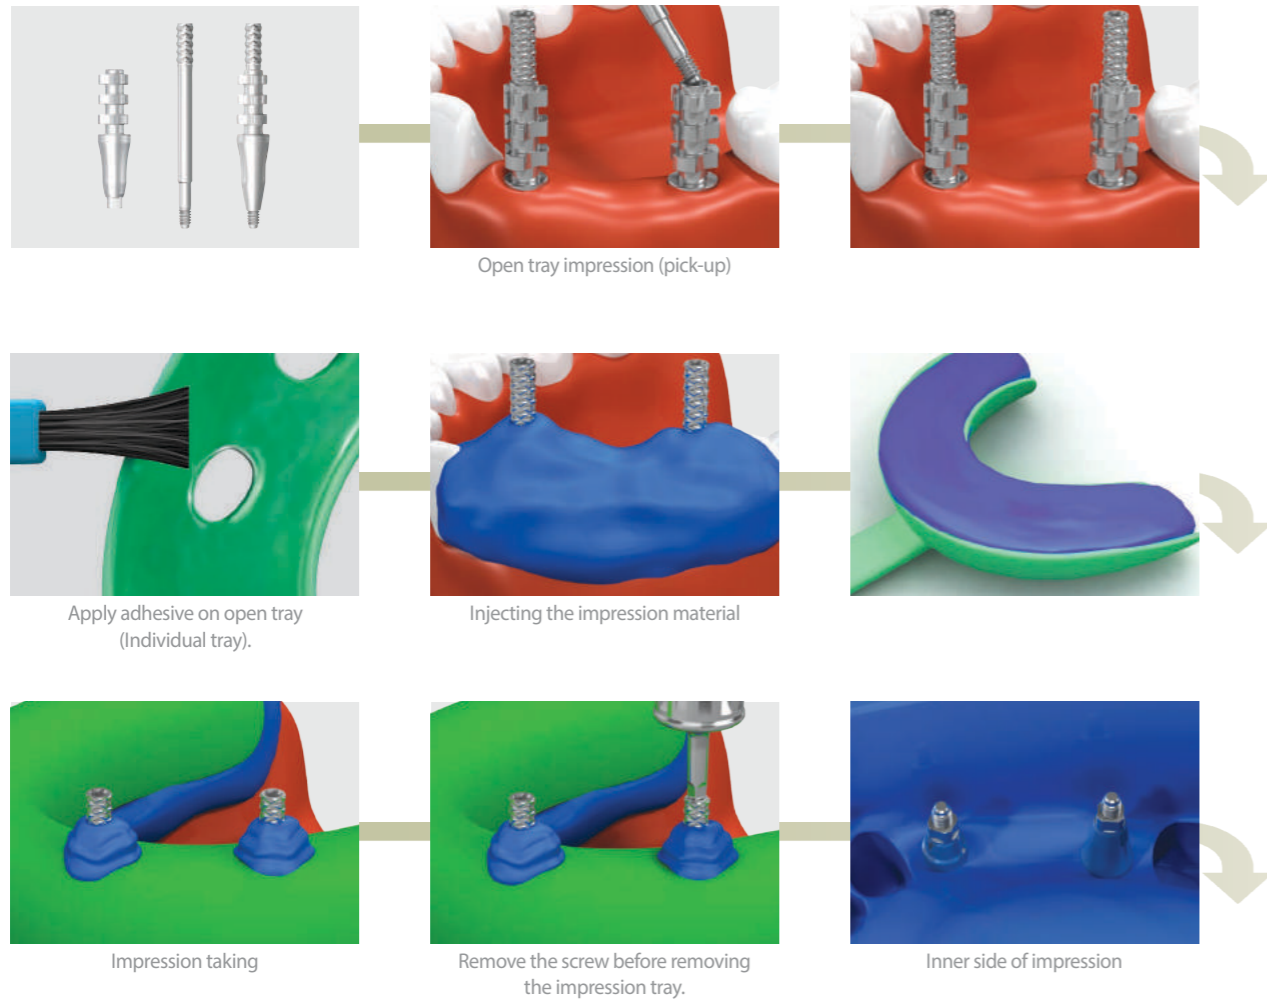 Open tray impression (pick-up)
Apply adhesive on open tray
(Individual tray).
Injecting the impression material
Impression taking
Remove the screw before removing
the impression tray.
Inner side of impression